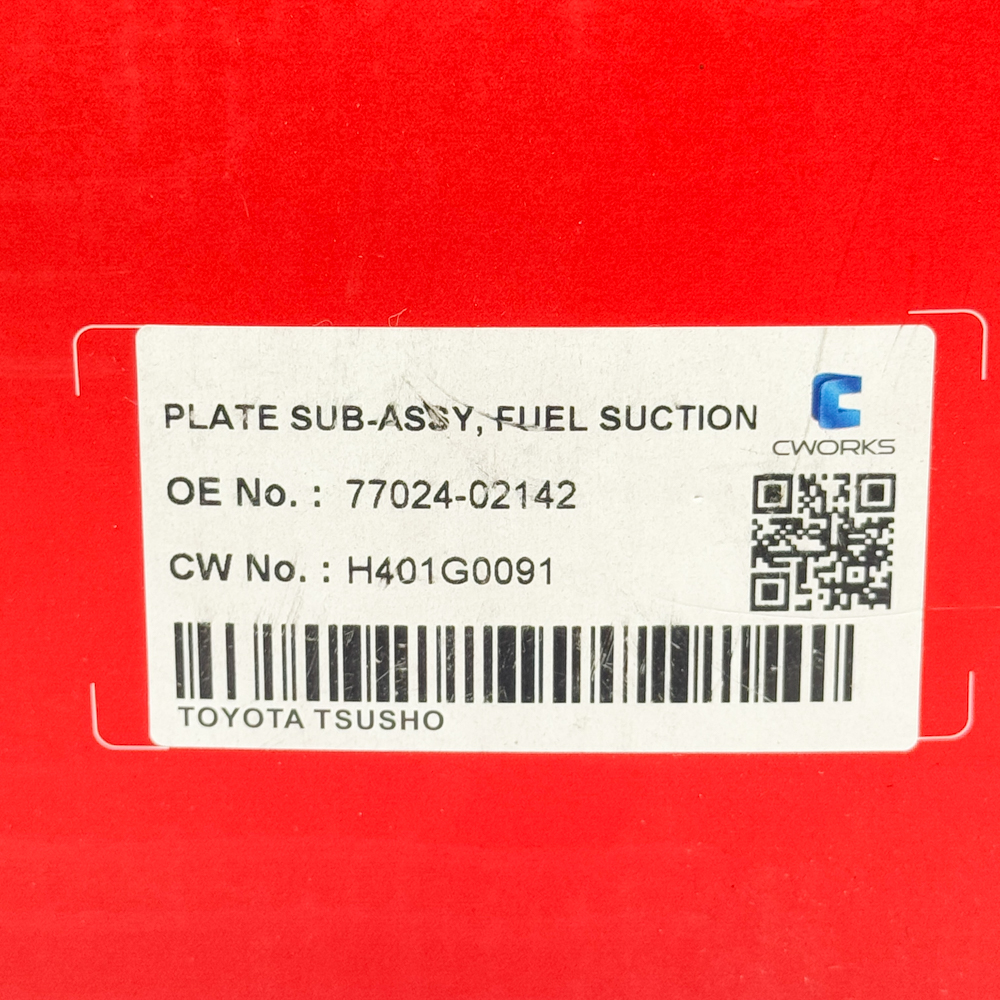 PLATE SUB-ASSY, FUEL SUCTION
CWORKS
OE No. : 77024-02142
CW No. : H401G0091
TOYOTA TSUSHO